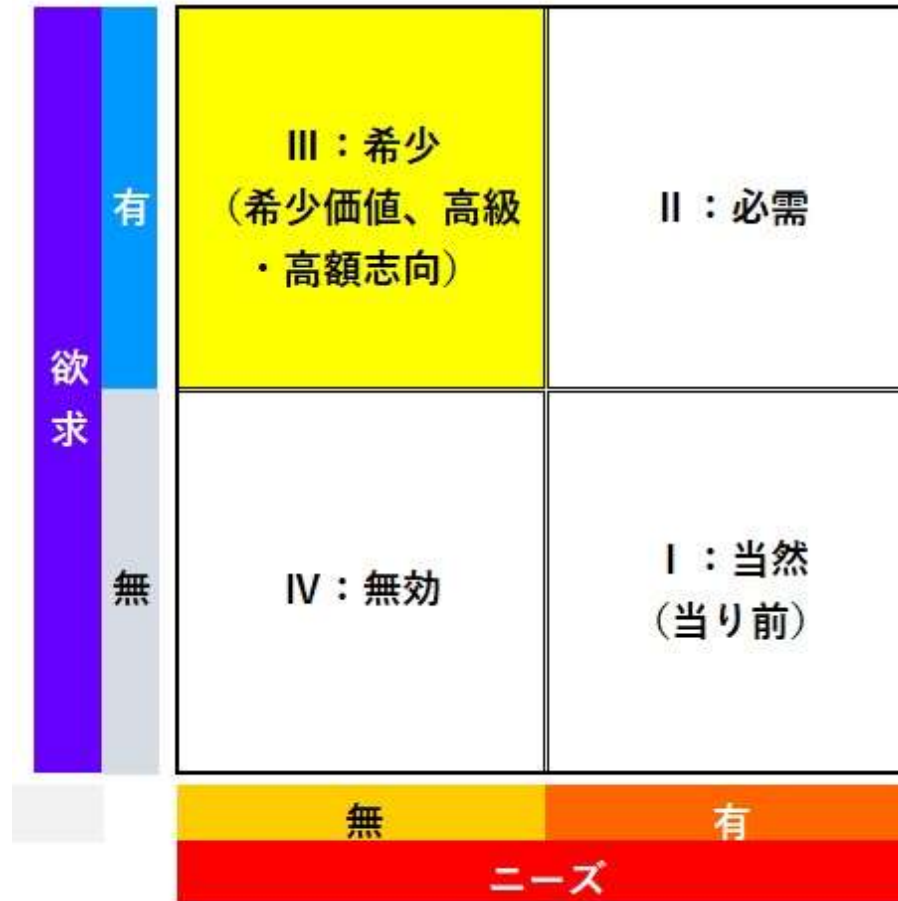 欲
求
有
無
Ⅲ:希少
(希少価値、高級
・高額志向)
Ⅱ:必需
Ⅳ:無効
Ⅰ:当然
(当り前)
無
有
ニーズ